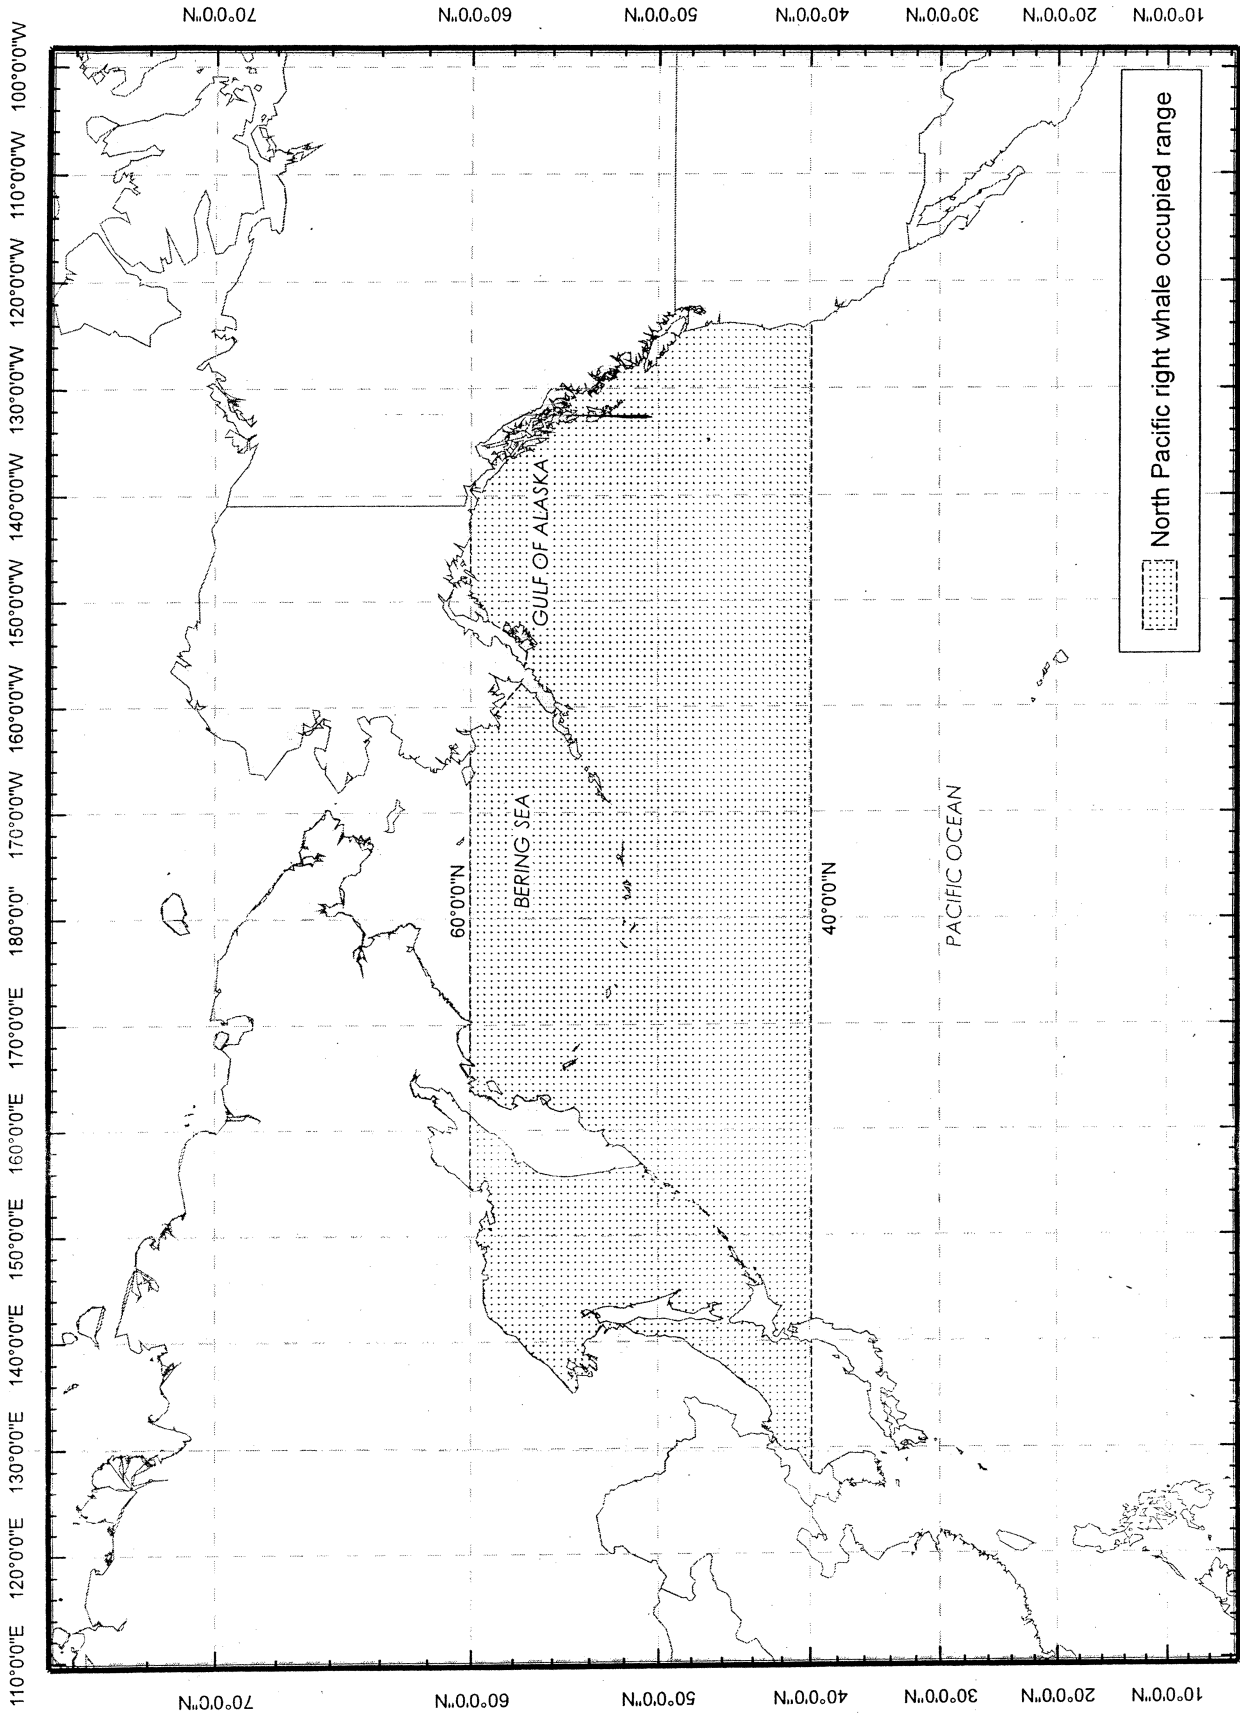 110°0'0"E
120°0'0"E
130°0'0"E
140°0'0"E
150°0'0"E
160°0'0"E
170°0'0"E
180°0'0"
170°0'0"W
160°0'0"W
150°0'0"W
140°0'0"W
130°0'0"W
120°0'0"W
110°0'0"W
100°0'0"W
70°0'0"N
70°0'0"N
60°0'0"N
60°0'0"N
60°0'0"N
BERING SEA
GULF OF ALASKA
50°0'0"N
50°0'0"N
40°0'0"N
40°0'0"N
40°0'0"N
PACIFIC OCEAN
30°0'0"N
30°0'0"N
20°0'0"N
20°0'0"N
North Pacific right whale occupied range
10°0'0"N
10°0'0"N